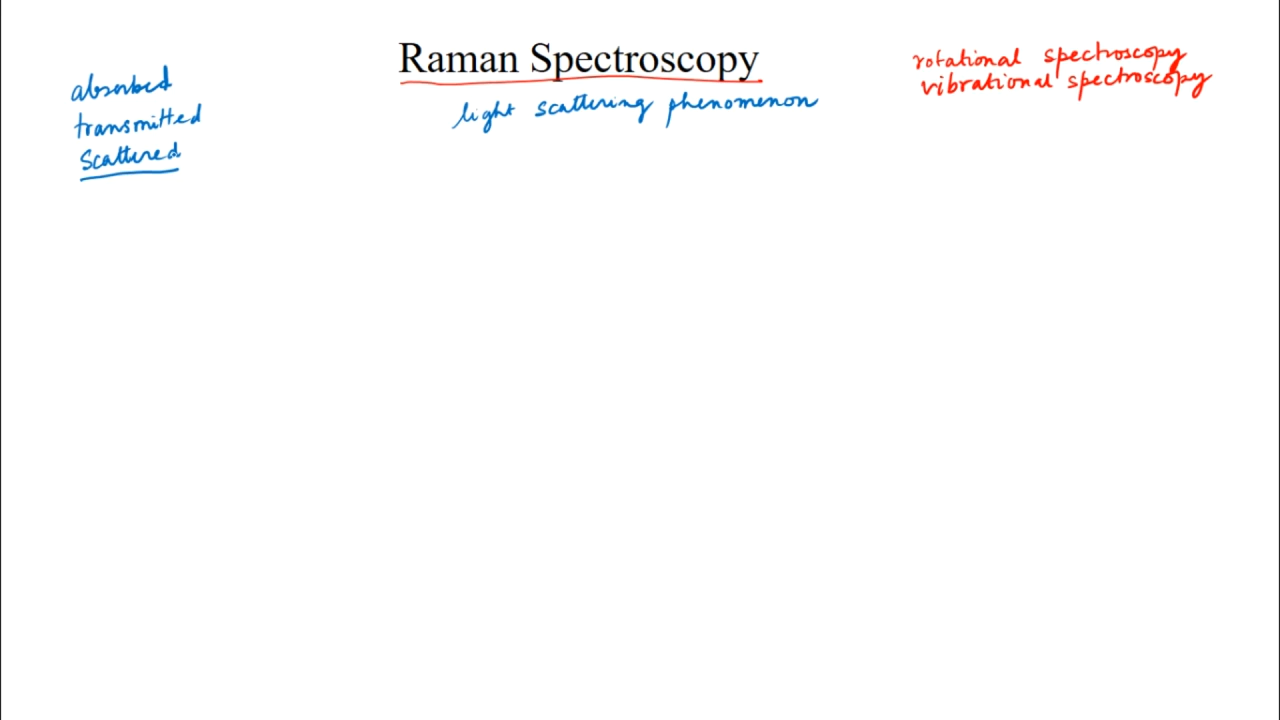 Raman Spectroscopy
light scattering phenomenon
absorbed
transmitted
Scattered
rotational spectroscopy
vibrational spectroscopy